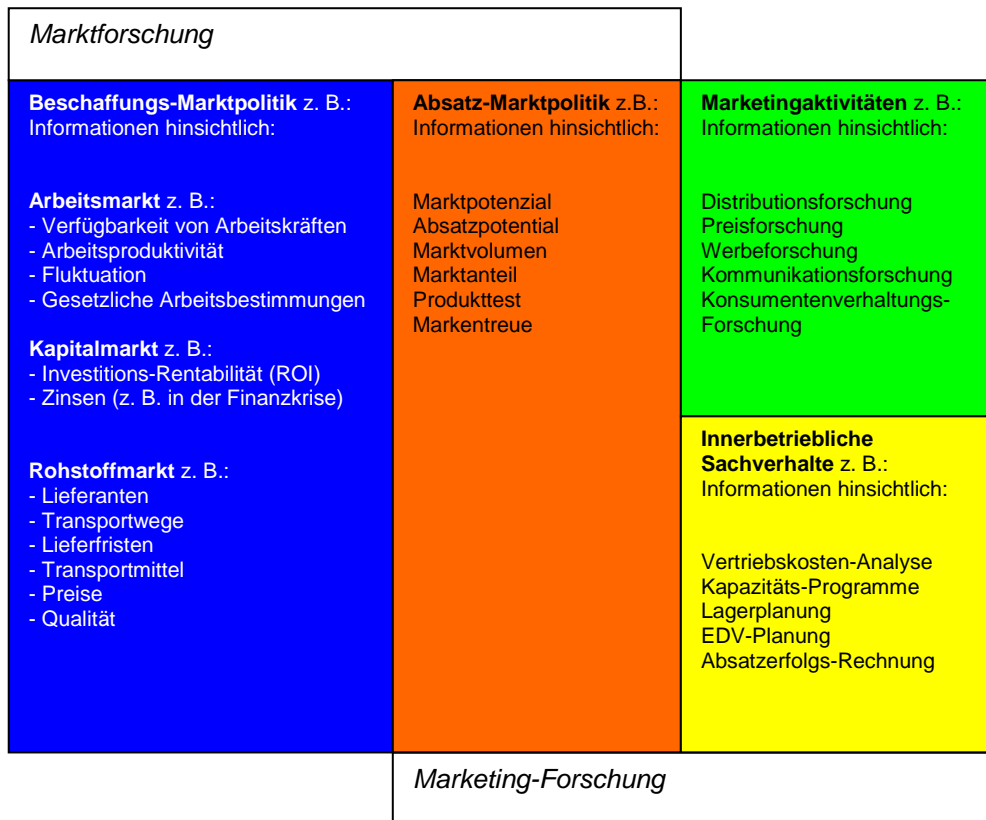 Marktforschung
Beschaffungs-Marktpolitik z. B.:
Informationen hinsichtlich:
Arbeitsmarkt z. B.:
- Verfügbarkeit von Arbeitskräften
- Arbeitsproduktivität
- Fluktuation
- Gesetzliche Arbeitsbestimmungen
Kapitalmarkt z. B.:
- Investitions-Rentabilität (ROI)
- Zinsen (z. B. in der Finanzkrise)
Rohstoffmarkt z. B.:
- Lieferanten
- Transportwege
- Lieferfristen
- Transportmittel
- Preise
- Qualität
Absatz-Marktpolitik z.B.:
Informationen hinsichtlich:
Marktpotenzial
Absatzpotential
Marktvolumen
Marktanteil
Produkttest
Markentreue
Marketingaktivitäten z. B.:
Informationen hinsichtlich:
Distributionsforschung
Preisforschung
Werbeforschung
Kommunikationsforschung
Konsumentenverhaltungs-
Forschung
Innerbetriebliche
Sachverhalte z. B.:
Informationen hinsichtlich:
Vertriebskosten-Analyse
Kapazitäts-Programme
Lagerplanung
EDV-Planung
Absatzerfolgs-Rechnung
Marketing-Forschung